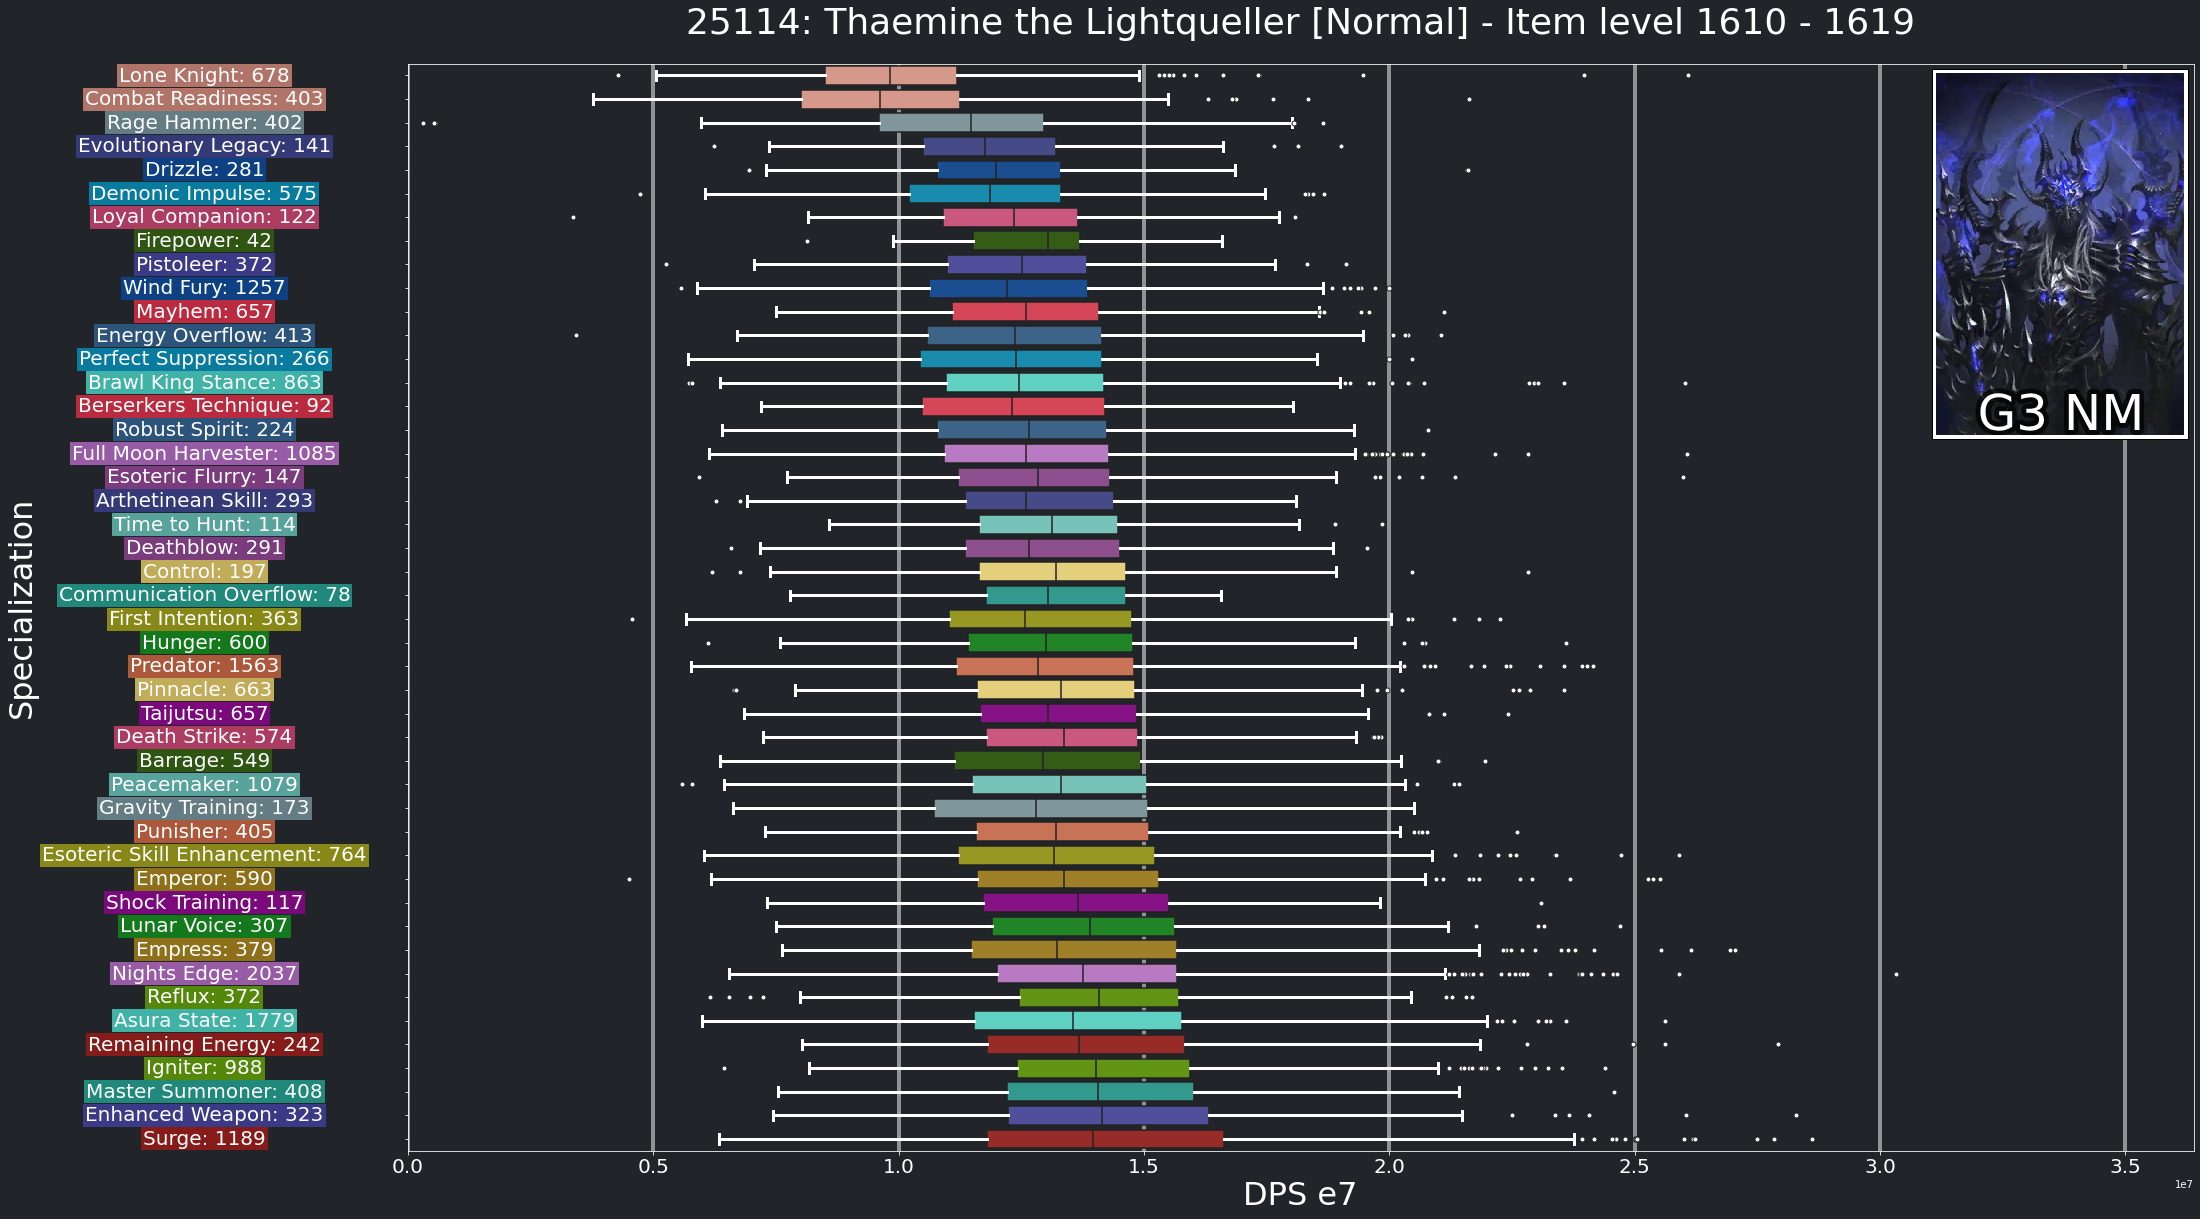 25114: Thaemine the Lightqueller [Normal] - Item level 1610 - 1619
Lone Knight: 678
Combat Readiness: 403
Rage Hammer: 402
Evolutionary Legacy: 141
Drizzle: 281
Demonic Impulse: 575
Loyal Companion: 122
Firepower: 42
Pistoleer: 372
Wind Fury: 1257
Mayhem: 657
Energy Overflow: 413
Perfect Suppression: 266
Brawl King Stance: 863
Berserkers Technique: 92
Robust Spirit: 224
Full Moon Harvester: 1085
Esoteric Flurry: 147
Arthetinean Skill: 293
Time to Hunt: 114
Deathblow: 291
Control: 197
Communication Overflow: 78
First Intention: 363
Hunger: 600
Predator: 1563
Pinnacle: 663
Taijutsu: 657
Death Strike: 574
Barrage: 549
Peacemaker: 1079
Gravity Training: 173
Punisher: 405
Esoteric Skill Enhancement: 764
Emperor: 590
Shock Training: 117
Lunar Voice: 307
Empress: 379
Nights Edge: 2037
Reflux: 372
Asura State: 1779
Remaining Energy: 242
Igniter: 988
Master Summoner: 408
Enhanced Weapon: 323
Surge: 1189
Specialization
G3 NM
0.0 0.5 1.0 1.5 2.0 2.5 3.0 3.5
1e7
DPS e7